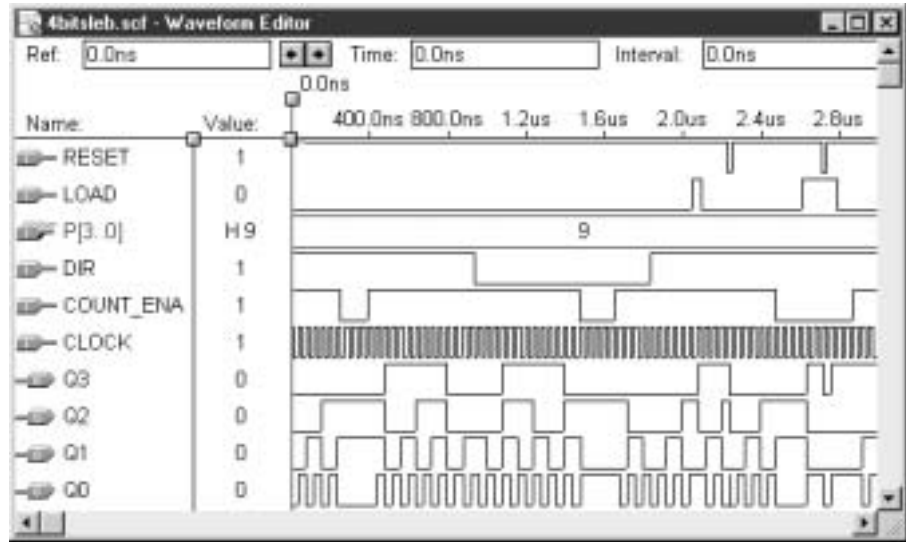 4bitsleb.scf - Waveform Editor
Ref: 0.0ns Time: 0.0ns Interval: 0.0ns
0.0ns
Name: Value: 400.0ns 800.0ns 1.2us 1.6us 2.0us 2.4us 2.8us
RESET 1
LOAD 0
P[3..0] H 9 9
DIR 1
COUNT_ENA 1
CLOCK 1
Q3 0
Q2 0
Q1 0
Q0 0